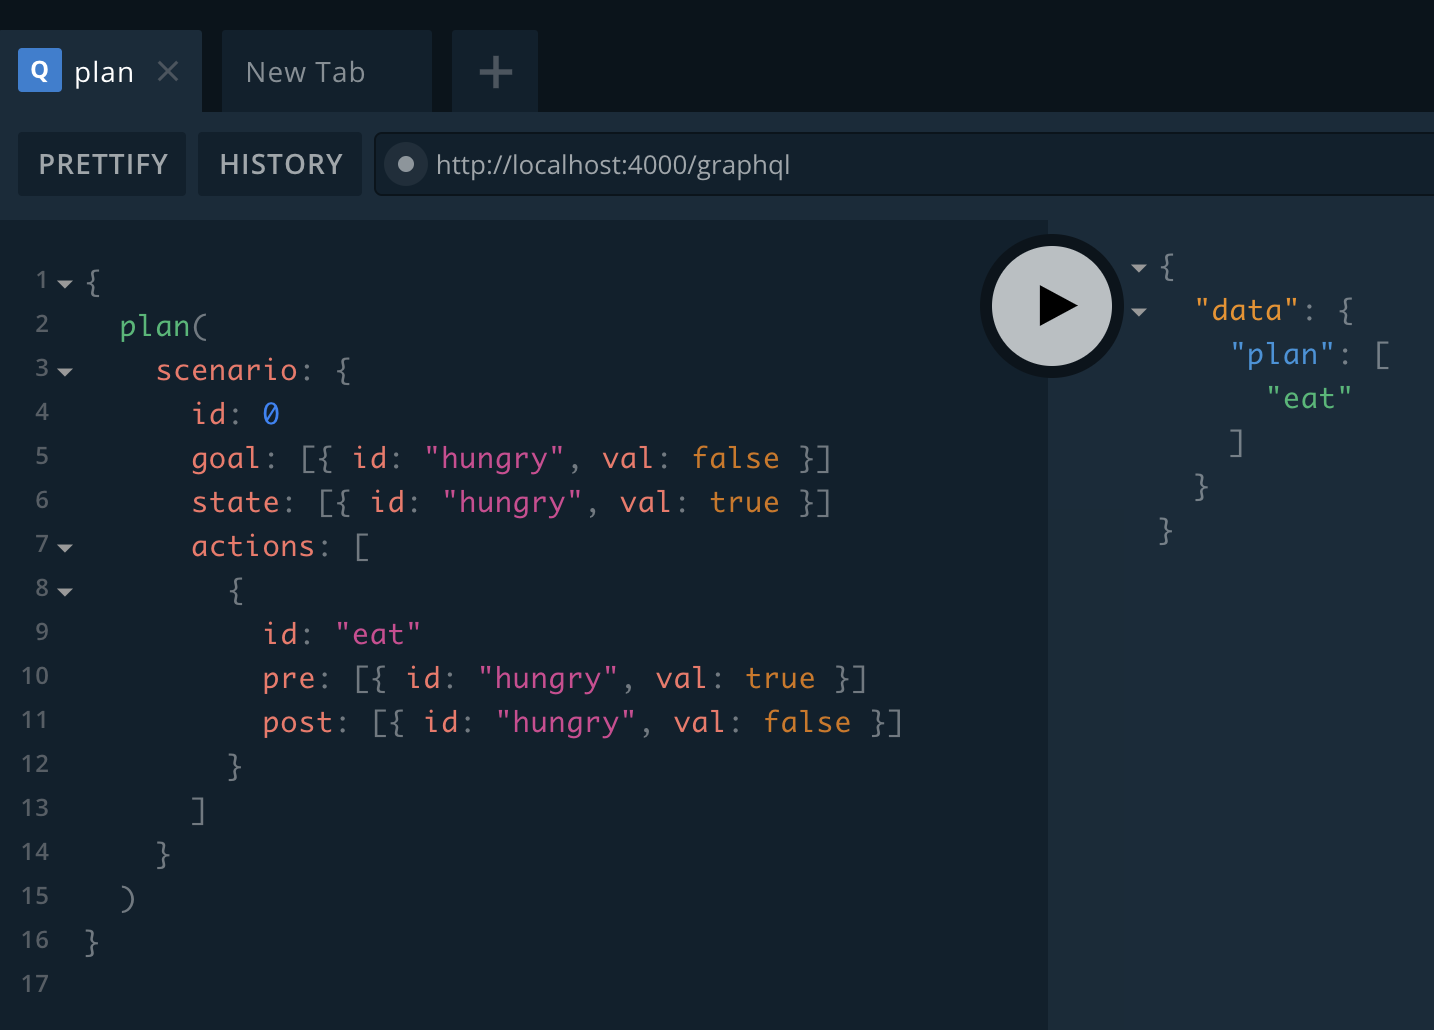 Q plan × New Tab +
PRETTIFY HISTORY http://localhost:4000/graphql
1 {
2 plan(
3 scenario: {
4 id: 0
5 goal: [{ id: "hungry", val: false }]
6 state: [{ id: "hungry", val: true }]
7 actions: [
8 {
9 id: "eat"
10 pre: [{ id: "hungry", val: true }]
11 post: [{ id: "hungry", val: false }]
12 }
13 ]
14 }
15 )
16 }
17
{
"data": {
"plan": [
"eat"
]
}
}